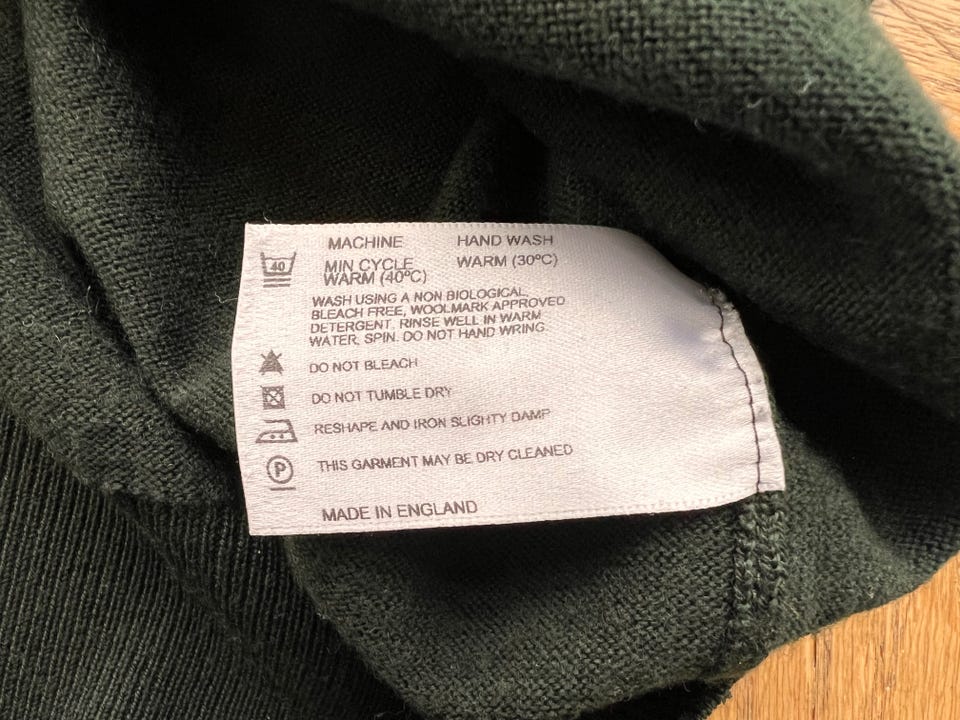 MACHINE HAND WASH
40 MIN CYCLE WARM (30ºC)
WARM (40ºC)
WASH USING A NON BIOLOGICAL,
BLEACH FREE, WOOLMARK APPROVED
DETERGENT. RINSE WELL IN WARM
WATER, SPIN. DO NOT HAND WRING.
DO NOT BLEACH
DO NOT TUMBLE DRY
RESHAPE AND IRON SLIGHTY DAMP
P THIS GARMENT MAY BE DRY CLEANED
MADE IN ENGLAND